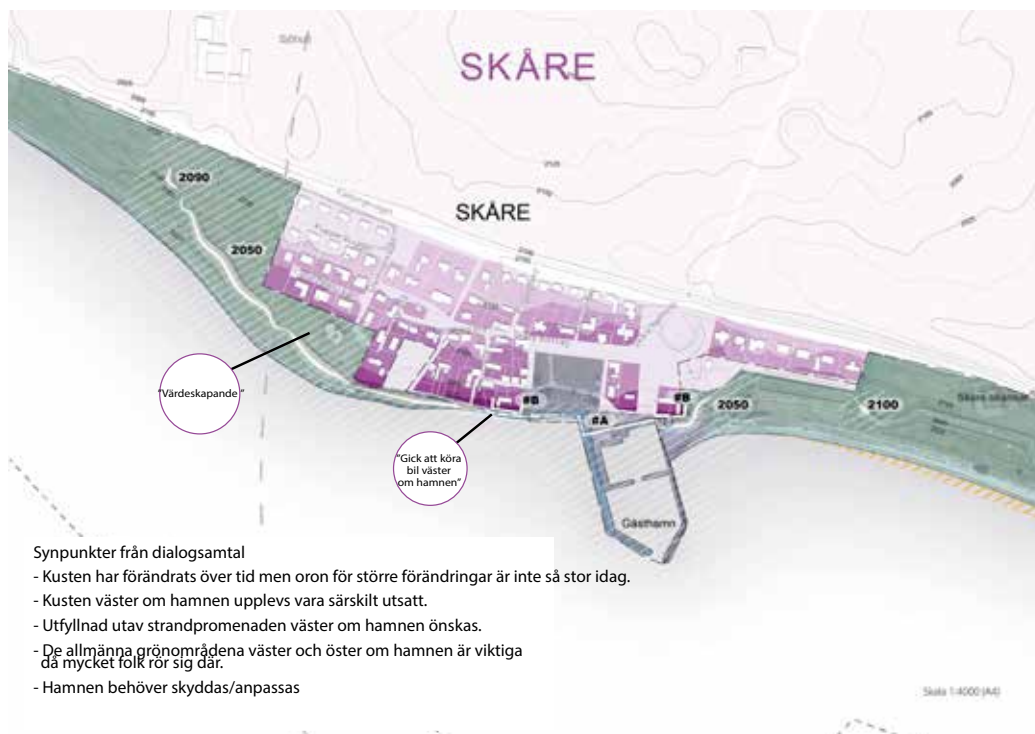 SKÅRE
SKÅRE
2090
2050
"Värdeskapande"
"Gick att köra
bil väster
om hamnen"
#B
#A
#B
2050
2100
Gästhamn
Synpunkter från dialogsamtal
- Kusten har förändrats över tid men oron för större förändringar är inte så stor idag.
- Kusten väster om hamnen upplevs vara särskilt utsatt.
- Utfyllnad utav strandpromenaden väster om hamnen önskas.
- De allmänna grönområdena väster och öster om hamnen är viktiga
då mycket folk rör sig där.
- Hamnen behöver skyddas/anpassas
Skala 1:4000 (A4)